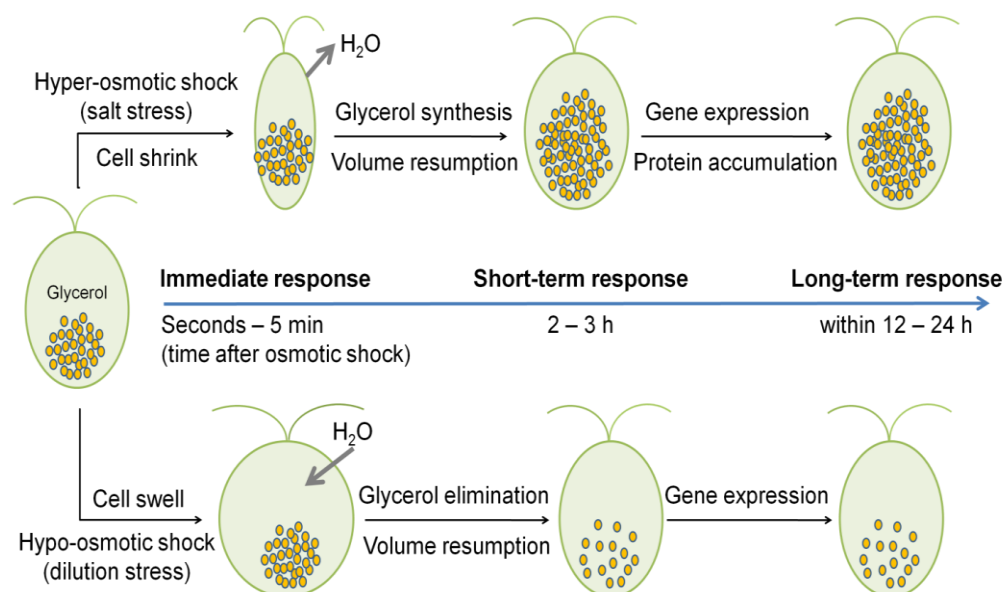 H₂O
Hyper-osmotic shock
(salt stress)
Cell shrink
Glycerol synthesis
Volume resumption
Gene expression
Protein accumulation
Glycerol
Immediate response
Short-term response
Long-term response
Seconds – 5 min
(time after osmotic shock)
2 – 3 h
within 12 – 24 h
H₂O
Cell swell
Hypo-osmotic shock
(dilution stress)
Glycerol elimination
Volume resumption
Gene expression